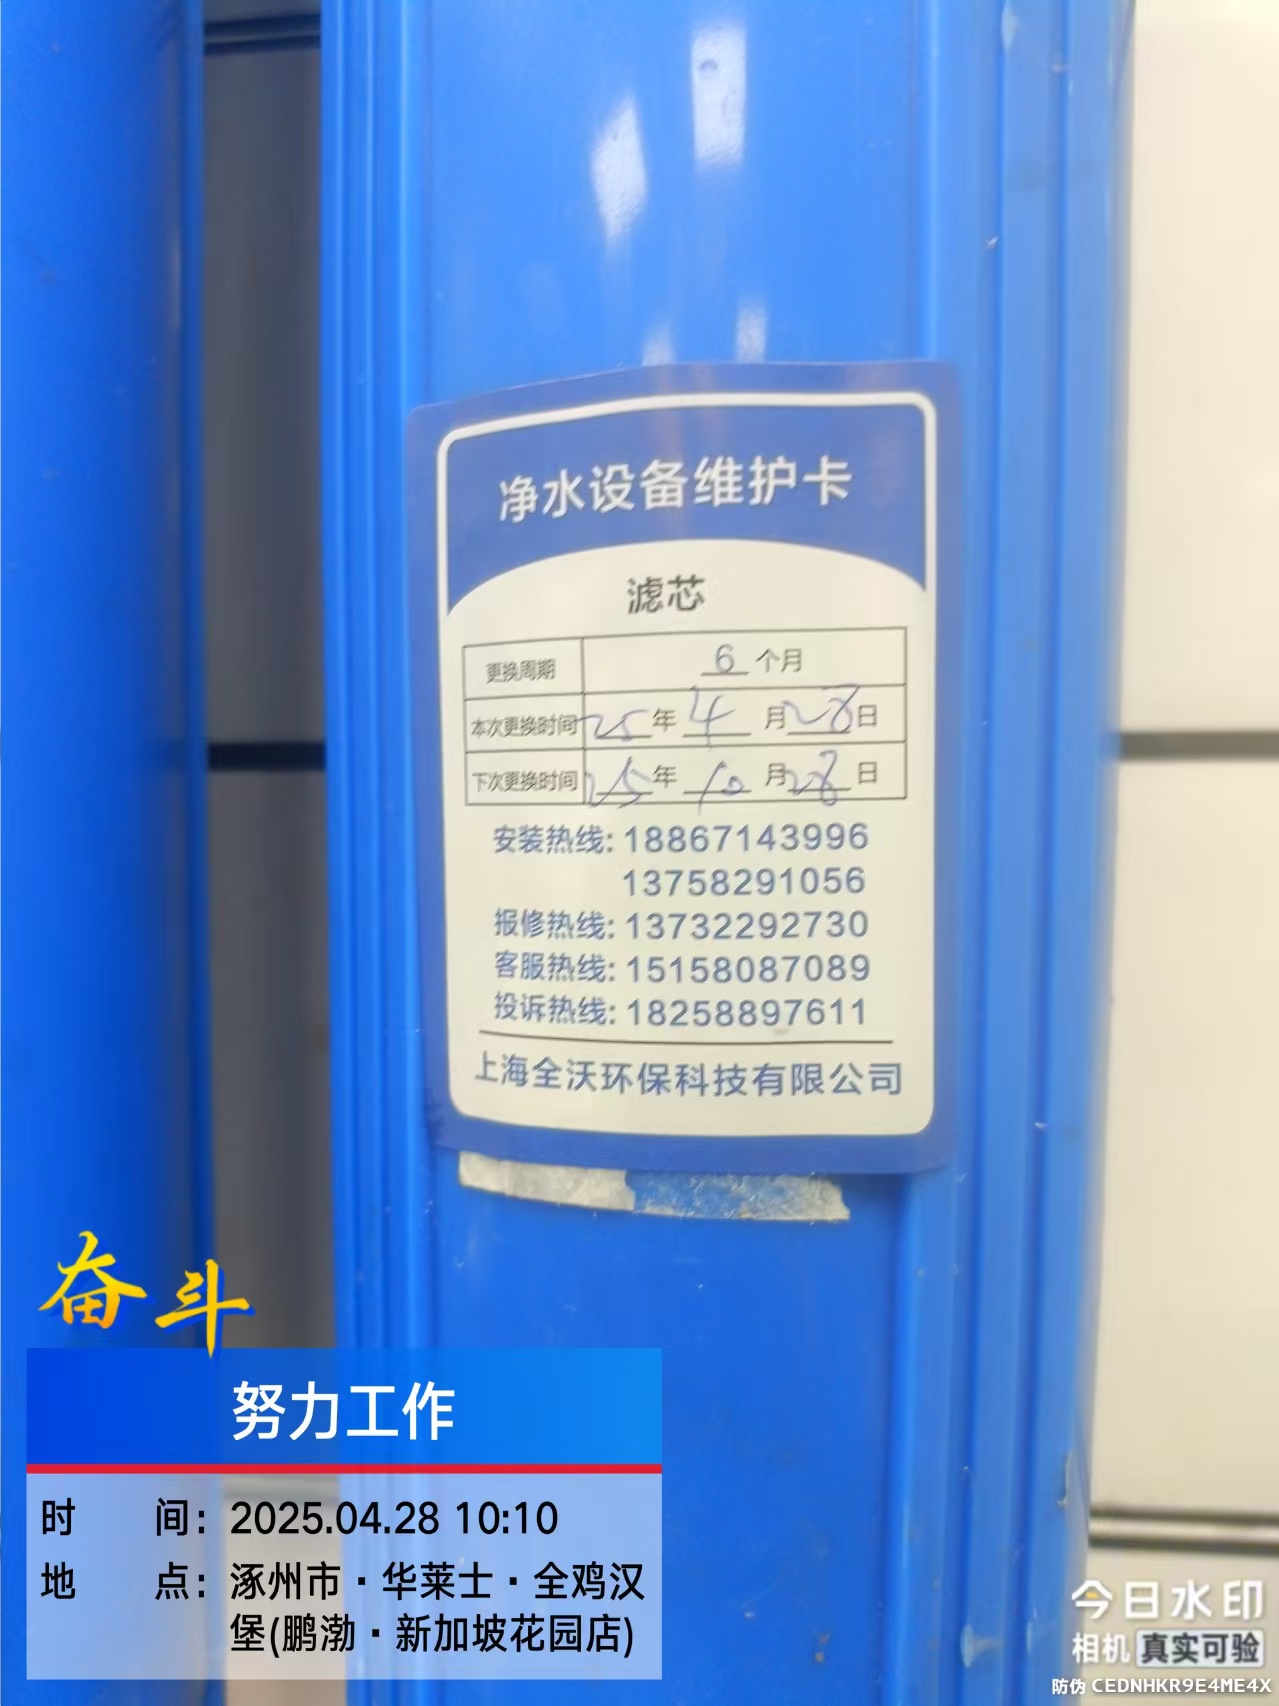 净水设备维护卡
滤芯
更换周期 6 个月
本次更换时间 25 年 4 月 28 日
下次更换时间 25 年 10 月 28 日
安装热线: 18867143996
13758291056
报修热线: 13732292730
客服热线: 15158087089
投诉热线: 18258897611
上海全沃环保科技有限公司
奋斗
努力工作
时 间: 2025.04.28 10:10
地 点: 涿州市·华莱士·全鸡汉
堡(鹏渤·新加坡花园店)
今日水印
相机 真实可验
防伪 CEDNHKR9E4ME4X